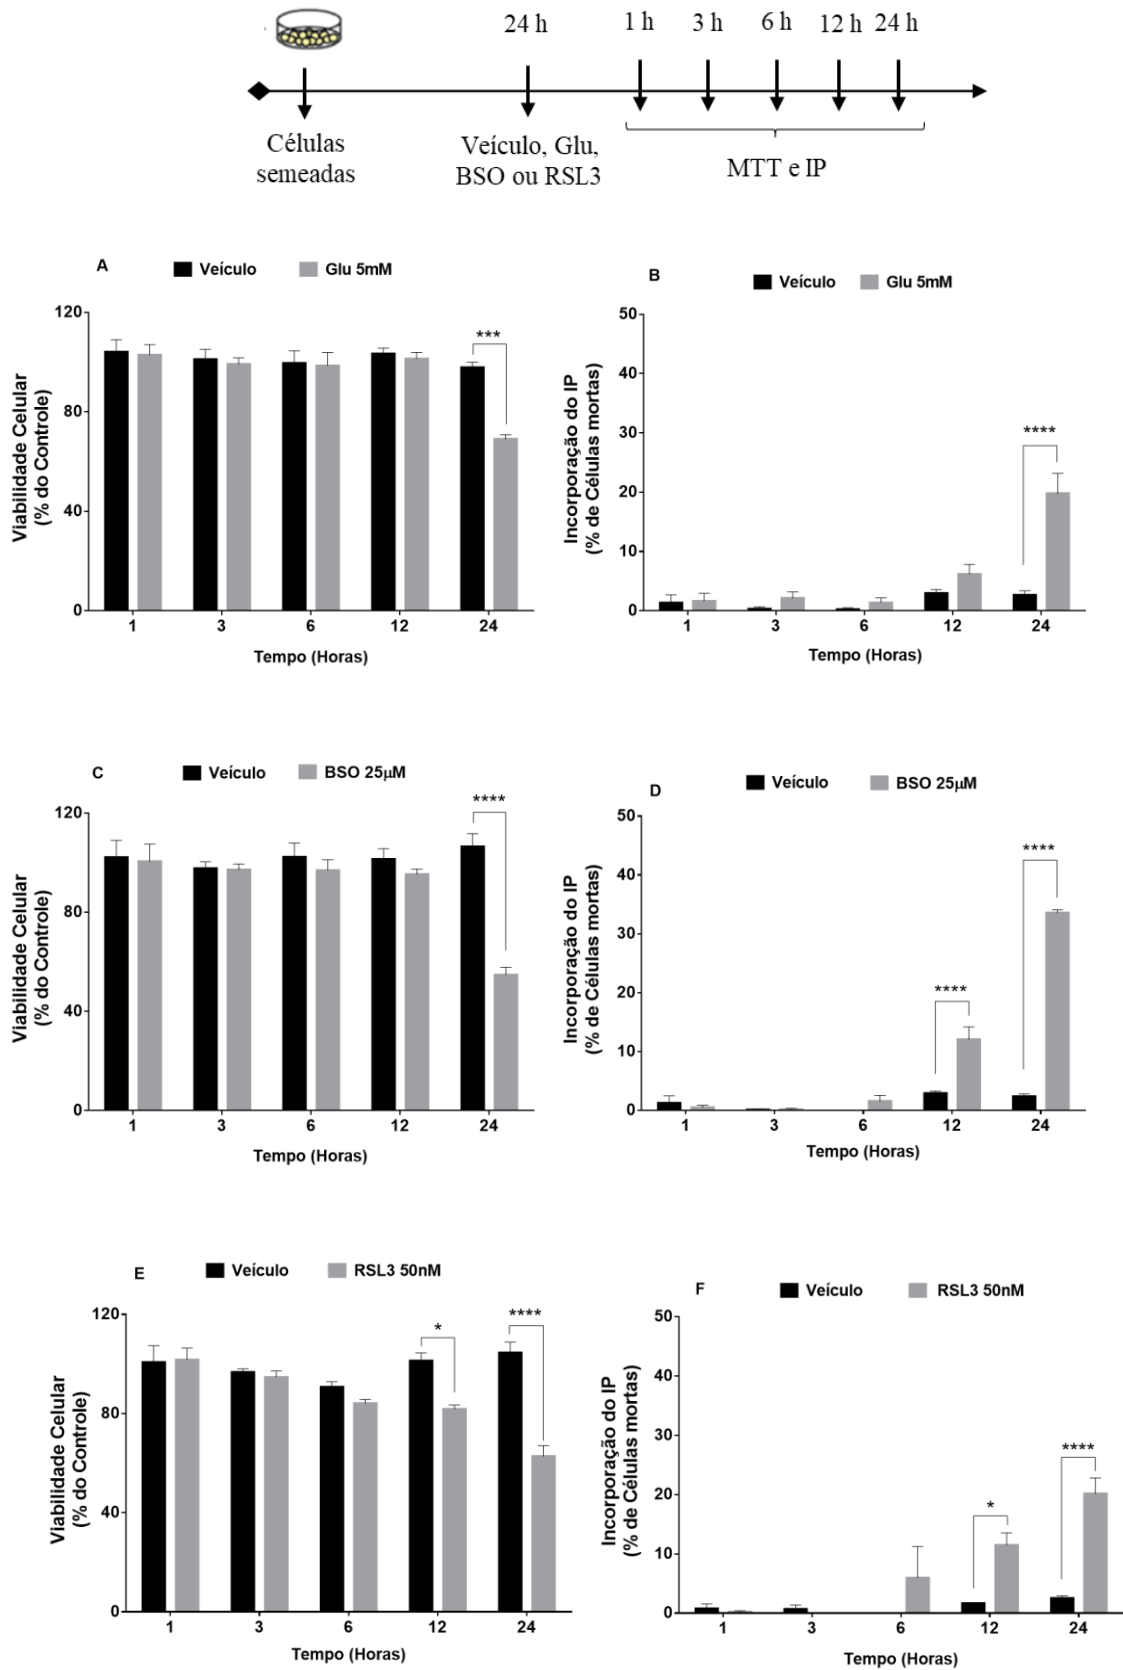 24 h 1 h 3 h 6 h 12 h 24 h
Células
semeadas
Veículo, Glu,
BSO ou RSL3
MTT e IP
A
Veículo Glu 5mM
Viabilidade Celular
(% do Controle)
120
80
40
0
***
1 3 6 12 24
Tempo (Horas)
B
Veículo Glu 5mM
Incorporação do IP
(% de Células mortas)
50
40
30
20
10
0
****
1 3 6 12 24
Tempo (Horas)
C
Veículo BSO 25µM
Viabilidade Celular
(% do Controle)
120
80
40
0
****
1 3 6 12 24
Tempo (Horas)
D
Veículo BSO 25µM
Incorporação do IP
(% de Células mortas)
50
40
30
20
10
0
****
****
1 3 6 12 24
Tempo (Horas)
E
Veículo RSL3 50nM
Viabilidade Celular
(% do Controle)
120
80
40
0
*
****
1 3 6 12 24
Tempo (Horas)
F
Veículo RSL3 50nM
Incorporação do IP
(% de Células mortas)
50
40
30
20
10
0
*
****
1 3 6 12 24
Tempo (Horas)